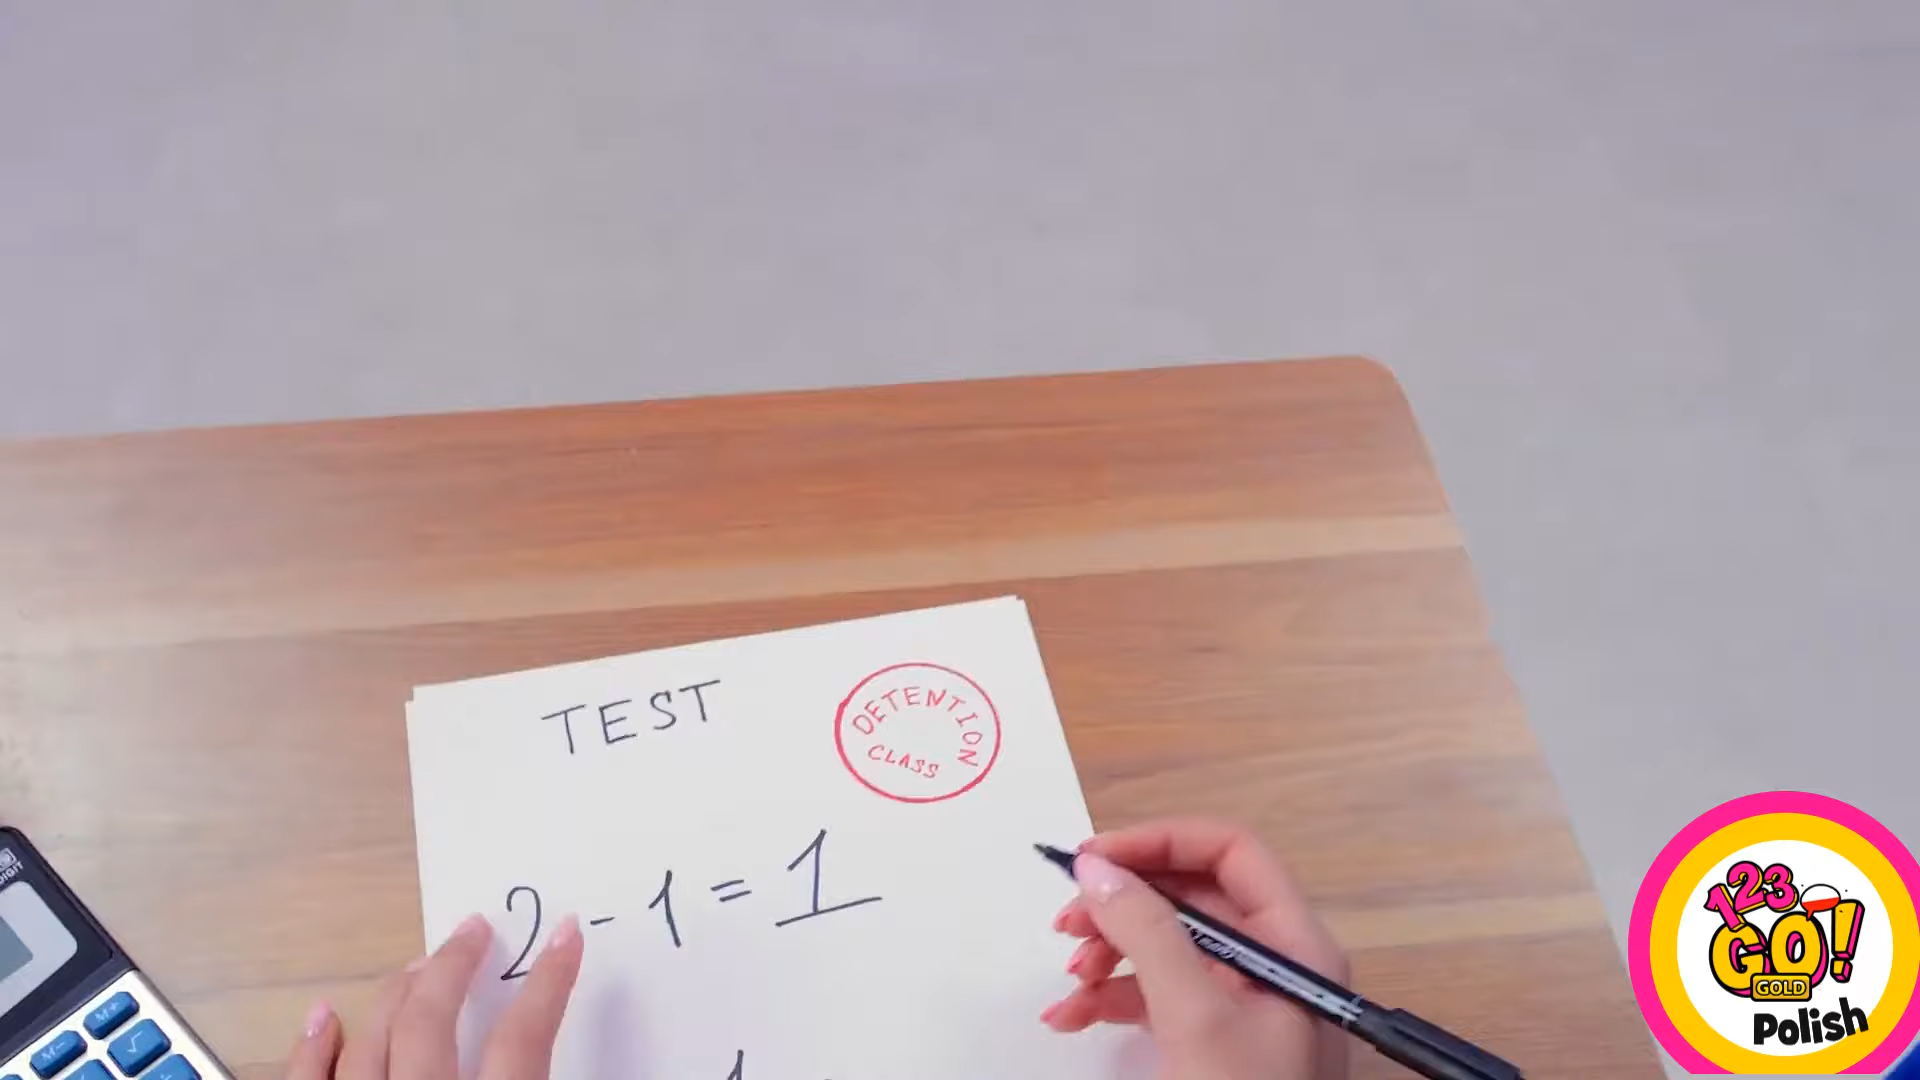 TEST
DETENTION
CLASS
2 - 1 = 1
123
GO!
GOLD
Polish
M+
M-
√